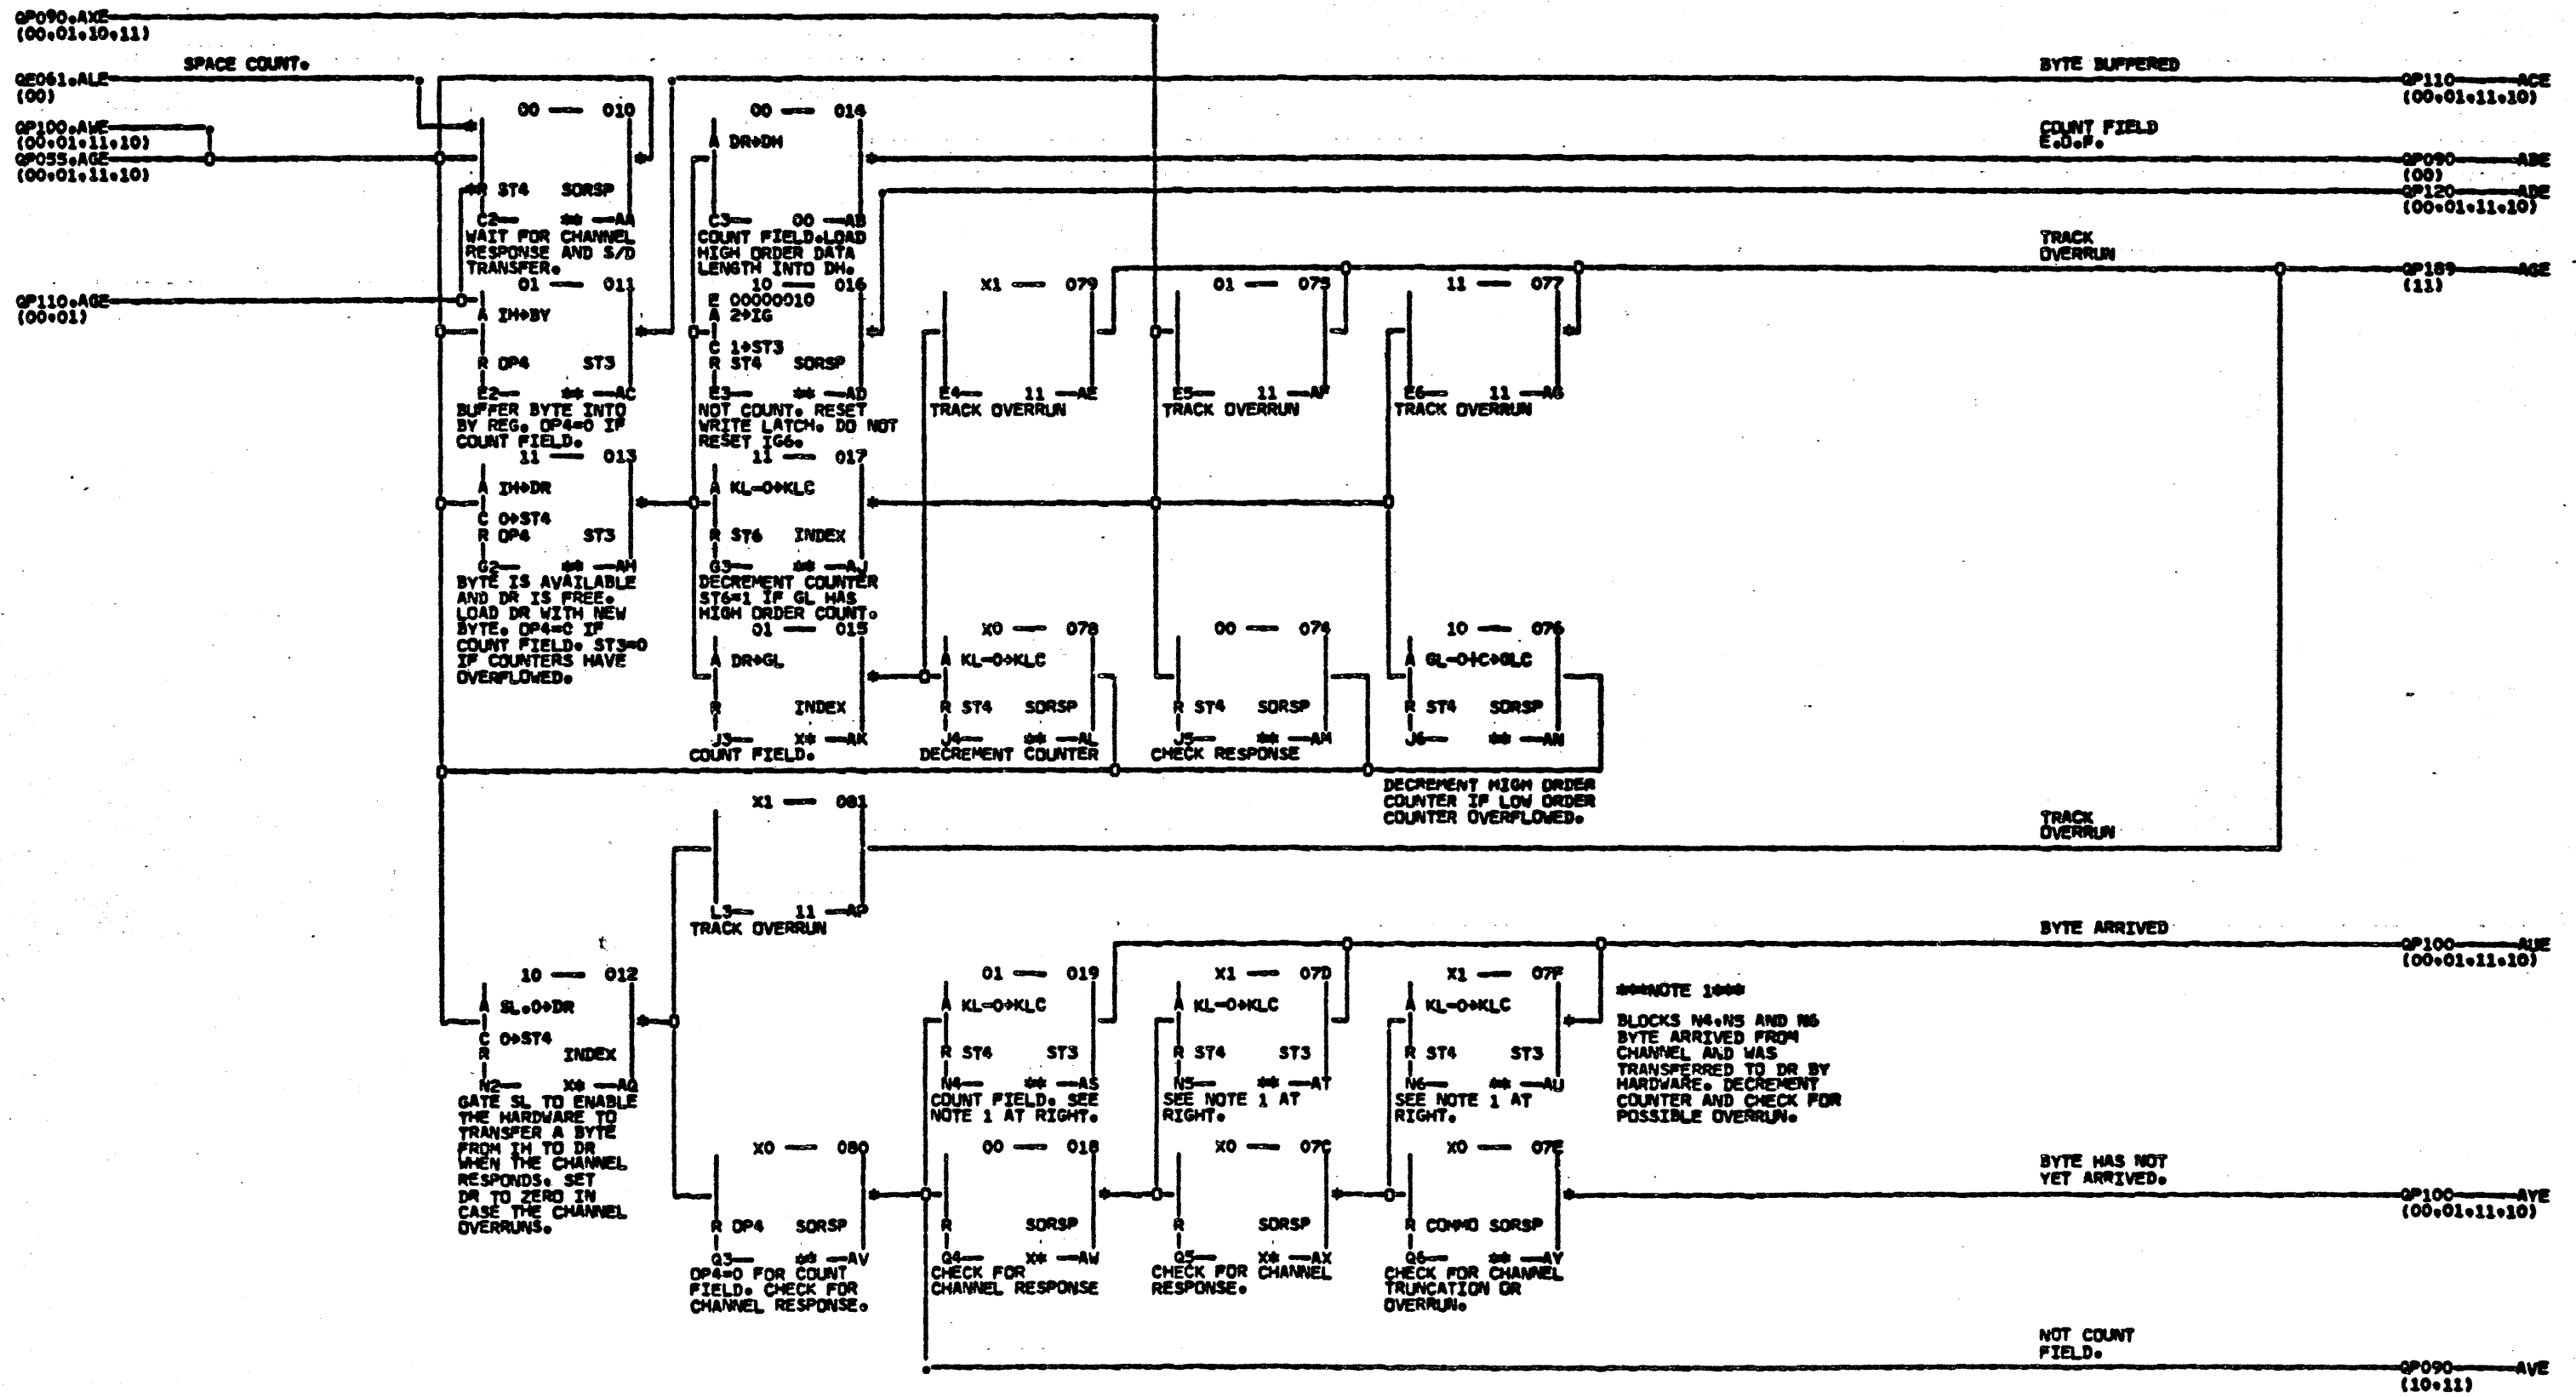 QP090.AXE
(00.01.10.11)
SPACE COUNT.
QE061.ALE
(00)
QP100.AWE
(00.01.11.10)
QP055.AGE
(00.01.11.10)
QP110.AGE
(00.01)
00 — 010
R ST4 SORSP
C2— ** —AA
WAIT FOR CHANNEL
RESPONSE AND S/D
TRANSFER.
01 — 011
A IH→BY
R OP4 ST3
E2— ** —AC
BUFFER BYTE INTO
BY REG. OP4=0 IF
COUNT FIELD.
11 — 013
A IH→DR
C 0→ST4
R OP4 ST3
G2— ** —AH
BYTE IS AVAILABLE
AND DR IS FREE.
LOAD DR WITH NEW
BYTE. OP4=0 IF
COUNT FIELD. ST3=0
IF COUNTERS HAVE
OVERFLOWED.
00 — 014
A DR→DH
C3— 00 —AB
COUNT FIELD.LOAD
HIGH ORDER DATA
LENGTH INTO DH.
10 — 016
E 00000010
A 2→IG
C 1→ST3
R ST4 SORSP
E3— ** —AD
NOT COUNT. RESET
WRITE LATCH. DO NOT
RESET IG6.
11 — 017
A KL-0→KLC
R ST6 INDEX
G3— ** —AJ
DECREMENT COUNTER
ST6=1 IF GL HAS
HIGH ORDER COUNT.
01 — 015
A DR→GL
R INDEX
J3— X* —AK
COUNT FIELD.
X1 — 079
E4— 11 —AE
TRACK OVERRUN
01 — 075
E5— 11 —AF
TRACK OVERRUN
11 — 077
E6— 11 —AG
TRACK OVERRUN
X0 — 078
A KL-0→KLC
R ST4 SORSP
J4— ** —AL
DECREMENT COUNTER
00 — 074
R ST4 SORSP
J5— ** —AM
CHECK RESPONSE
10 — 076
A GL-0+C→GLC
R ST4 SORSP
J6— ** —AN
DECREMENT HIGH ORDER
COUNTER IF LOW ORDER
COUNTER OVERFLOWED.
X1 — 081
L3— 11 —AP
TRACK OVERRUN
10 — 012
A SL.0→DR
C 0→ST4
R INDEX
N2— X* —AQ
GATE SL TO ENABLE
THE HARDWARE TO
TRANSFER A BYTE
FROM IH TO DR
WHEN THE CHANNEL
RESPONDS. SET
DR TO ZERO IN
CASE THE CHANNEL
OVERRUNS.
X0 — 080
R OP4 SORSP
Q3— ** —AV
OP4=0 FOR COUNT
FIELD. CHECK FOR
CHANNEL RESPONSE.
01 — 019
A KL-0→KLC
R ST4 ST3
N4— ** —AS
COUNT FIELD. SEE
NOTE 1 AT RIGHT.
X1 — 07D
A KL-0→KLC
R ST4 ST3
N5— ** —AT
SEE NOTE 1 AT
RIGHT.
X1 — 07F
A KL-0→KLC
R ST4 ST3
N6— ** —AU
SEE NOTE 1 AT
RIGHT.
***NOTE 1***
BLOCKS N4.N5 AND N6
BYTE ARRIVED FROM
CHANNEL AND WAS
TRANSFERRED TO DR BY
HARDWARE. DECREMENT
COUNTER AND CHECK FOR
POSSIBLE OVERRUN.
00 — 018
R SORSP
Q4— X* —AW
CHECK FOR
CHANNEL RESPONSE
X0 — 07C
R SORSP
Q5— X* —AX
CHECK FOR CHANNEL
RESPONSE.
X0 — 07E
R COMMO SORSP
Q6— ** —AY
CHECK FOR CHANNEL
TRUNCATION OR
OVERRUN.
BYTE BUFFERED
QP110 ACE
(00.01.11.10)
COUNT FIELD
E.O.F.
QP090 ABE
(00)
QP120 ADE
(00.01.11.10)
TRACK
OVERRUN
QP189 AGE
(11)
TRACK
OVERRUN
BYTE ARRIVED
QP100 AUE
(00.01.11.10)
BYTE HAS NOT
YET ARRIVED.
QP100 AYE
(00.01.11.10)
NOT COUNT
FIELD.
QP090 AVE
(10.11)